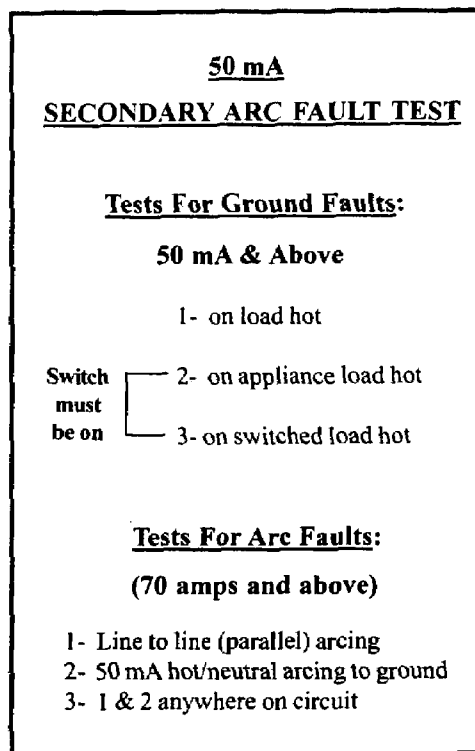 50 mA
SECONDARY ARC FAULT TEST
Tests For Ground Faults:
50 mA & Above
1- on load hot
Switch must be on
2- on appliance load hot
3- on switched load hot
Tests For Arc Faults:
(70 amps and above)
1- Line to line (parallel) arcing
2- 50 mA hot/neutral arcing to ground
3- 1 & 2 anywhere on circuit